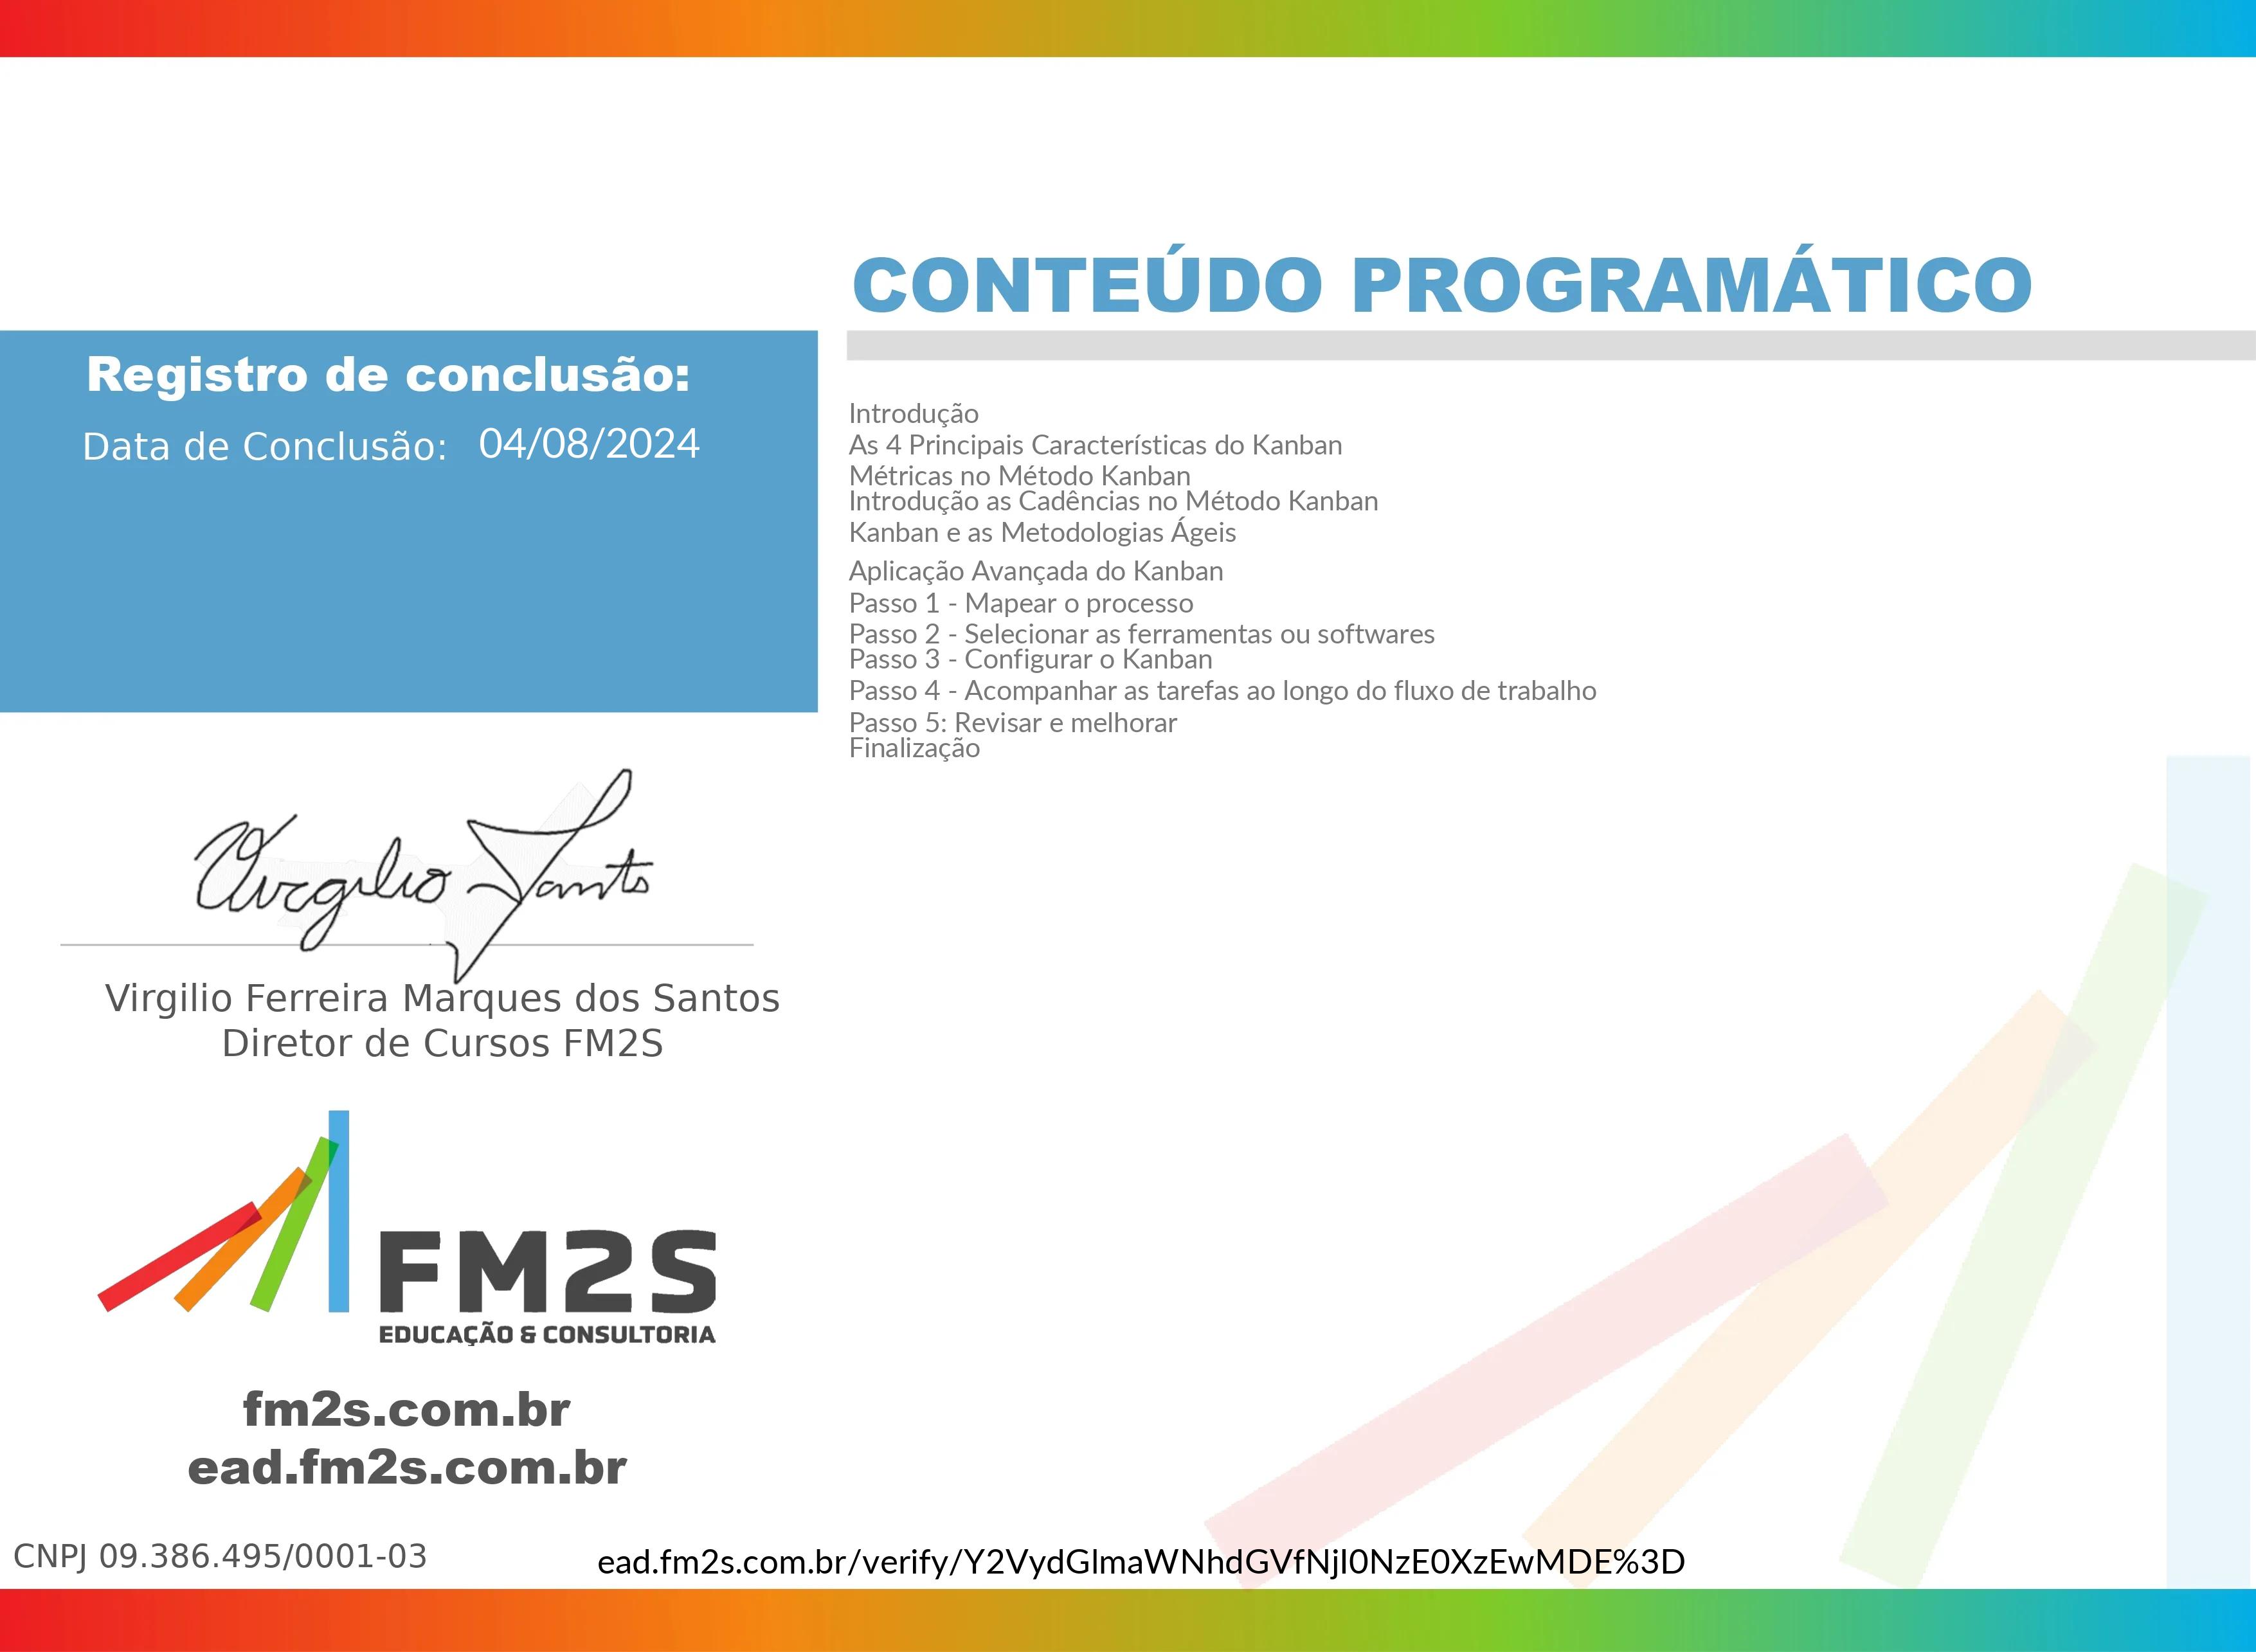 CONTEÚDO PROGRAMÁTICO
Registro de conclusão:
Data de Conclusão: 04/08/2024
Introdução
As 4 Principais Características do Kanban
Métricas no Método Kanban
Introdução as Cadências no Método Kanban
Kanban e as Metodologias Ágeis
Aplicação Avançada do Kanban
Passo 1 - Mapear o processo
Passo 2 - Selecionar as ferramentas ou softwares
Passo 3 - Configurar o Kanban
Passo 4 - Acompanhar as tarefas ao longo do fluxo de trabalho
Passo 5: Revisar e melhorar
Finalização
Virgilio Santos
Virgilio Ferreira Marques dos Santos
Diretor de Cursos FM2S
FM2S
EDUCAÇÃO & CONSULTORIA
fm2s.com.br
ead.fm2s.com.br
CNPJ 09.386.495/0001-03
ead.fm2s.com.br/verify/Y2VydGlmaWNhdGVfNjI0NzE0XzEwMDE%3D